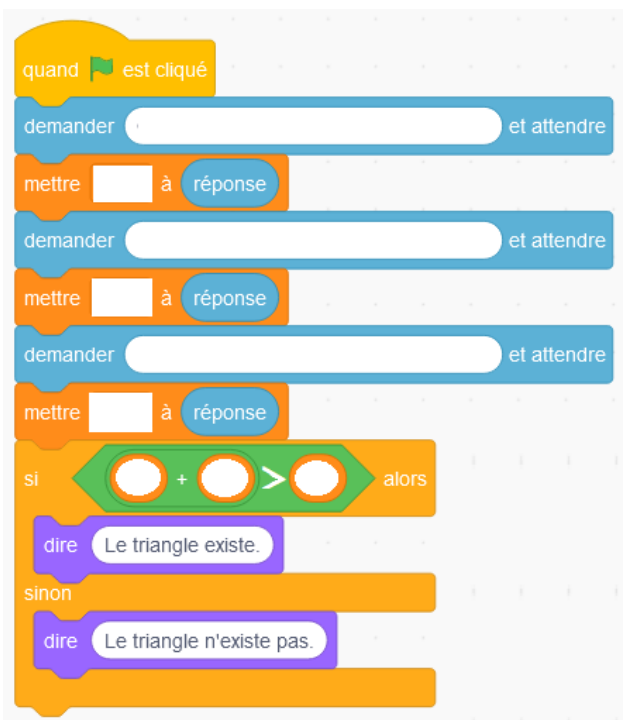 quand est cliqué
demander et attendre
mettre à réponse
demander et attendre
mettre à réponse
demander et attendre
mettre à réponse
si + > alors
dire Le triangle existe.
sinon
dire Le triangle n'existe pas.